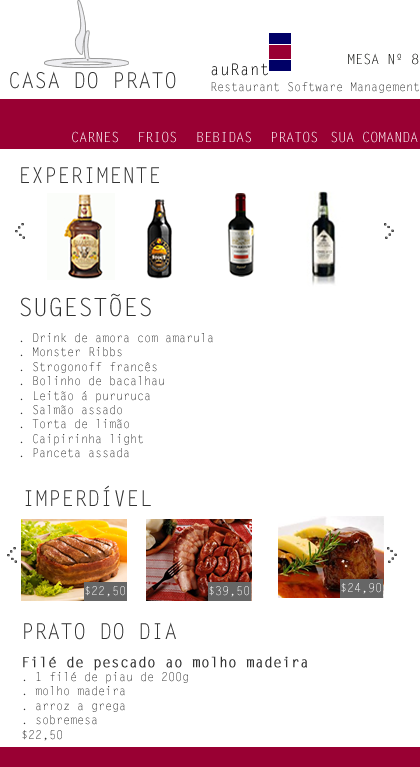 CASA DO PRATO
auRant
MESA Nº 8
Restaurant Software Management
CARNES FRIOS BEBIDAS PRATOS SUA COMANDA
EXPERIMENTE
SUGESTÕES
. Drink de amora com amarula
. Monster Ribbs
. Strogonoff francês
. Bolinho de bacalhau
. Leitão á pururuca
. Salmão assado
. Torta de limão
. Caipirinha light
. Panceta assada
IMPERDÍVEL
$22,50 $39,50 $24,90
PRATO DO DIA
Filé de pescado ao molho madeira
. 1 filé de piau de 200g
. molho madeira
. arroz a grega
. sobremesa
$22,50